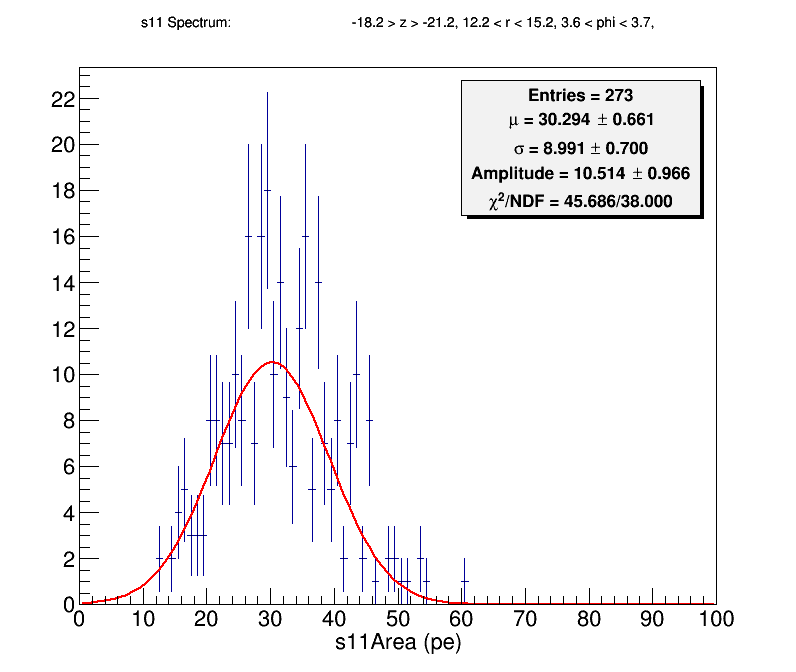 s11 Spectrum: -18.2 > z > -21.2, 12.2 < r < 15.2, 3.6 < phi < 3.7,
Entries = 273
μ = 30.294 ± 0.661
σ = 8.991 ± 0.700
Amplitude = 10.514 ± 0.966
χ²/NDF = 45.686/38.000
22
20
18
16
14
12
10
8
6
4
2
0
0 10 20 30 40 50 60 70 80 90 100
s11Area (pe)